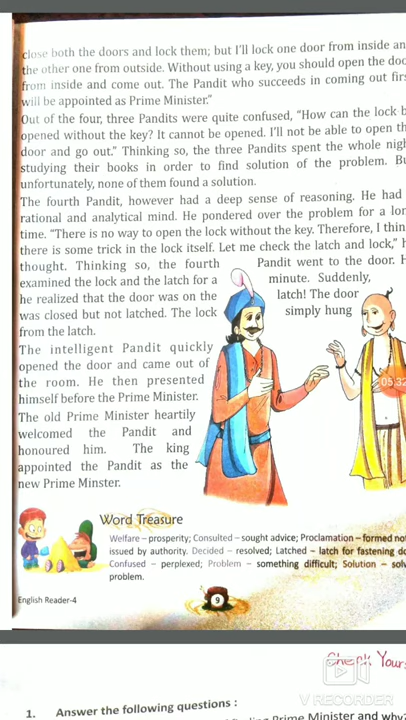 close both the doors and lock them; but I'll lock one door from inside an
the other one from outside. Without using a key, you should open the doo
from inside and come out. The Pandit who succeeds in coming out firs
will be appointed as Prime Minister."
Out of the four, three Pandits were quite confused, "How can the lock b
opened without the key? It cannot be opened. I'll not be able to open th
door and go out." Thinking so, the three Pandits spent the whole nigh
studying their books in order to find solution of the problem. Bu
unfortunately, none of them found a solution.
The fourth Pandit, however had a deep sense of reasoning. He had
rational and analytical mind. He pondered over the problem for a lon
time. "There is no way to open the lock without the key. Therefore, I thin
there is some trick in the lock itself. Let me check the latch and lock," h
thought. Thinking so, the fourth Pandit went to the door. H
examined the lock and the latch for a minute. Suddenly,
he realized that the door was on the latch! The door
was closed but not latched. The lock simply hung
from the latch.
The intelligent Pandit quickly
opened the door and came out of
the room. He then presented
himself before the Prime Minister.
The old Prime Minister heartily
welcomed the Pandit and
honoured him. The king
appointed the Pandit as the
new Prime Minster.
05:32
Word Treasure
Welfare – prosperity; Consulted – sought advice; Proclamation – formed not
issued by authority. Decided – resolved; Latched – latch for fastening do
Confused – perplexed; Problem – something difficult; Solution – solv
problem.
English Reader-4
9
Check Your
V RECORDER
1. Answer the following questions :
Prime Minister and why?